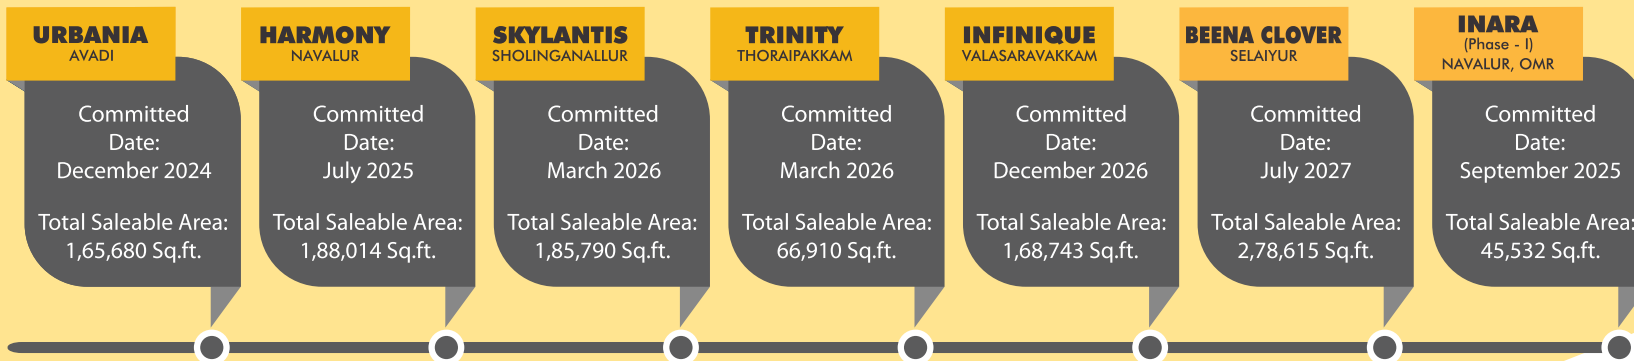 URBANIA
AVADI
Committed
Date:
December 2024
Total Saleable Area:
1,65,680 Sq.ft.
HARMONY
NAVALUR
Committed
Date:
July 2025
Total Saleable Area:
1,88,014 Sq.ft.
SKYLANTIS
SHOLINGANALLUR
Committed
Date:
March 2026
Total Saleable Area:
1,85,790 Sq.ft.
TRINITY
THORAIPAKKAM
Committed
Date:
March 2026
Total Saleable Area:
66,910 Sq.ft.
INFINIQUE
VALASARAVAKKAM
Committed
Date:
December 2026
Total Saleable Area:
1,68,743 Sq.ft.
BEENA CLOVER
SELAIYUR
Committed
Date:
July 2027
Total Saleable Area:
2,78,615 Sq.ft.
INARA
(Phase - I)
NAVALUR, OMR
Committed
Date:
September 2025
Total Saleable Area:
45,532 Sq.ft.